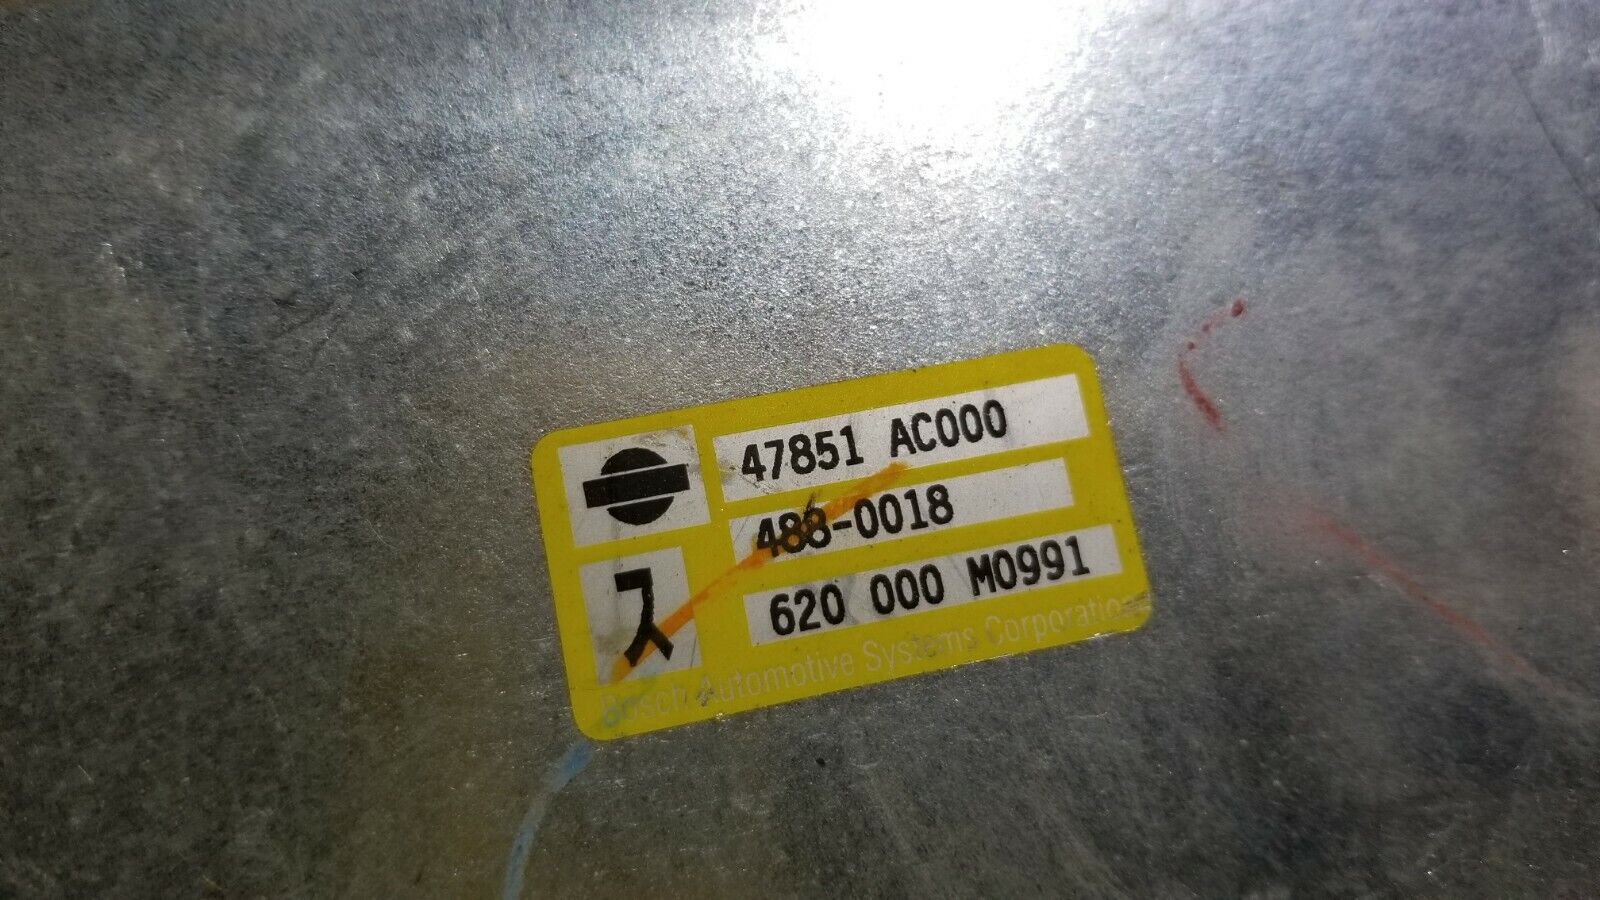 47851 AC000
488-0018
ス
620 000 M0991
Bosch Automotive Systems Corporation